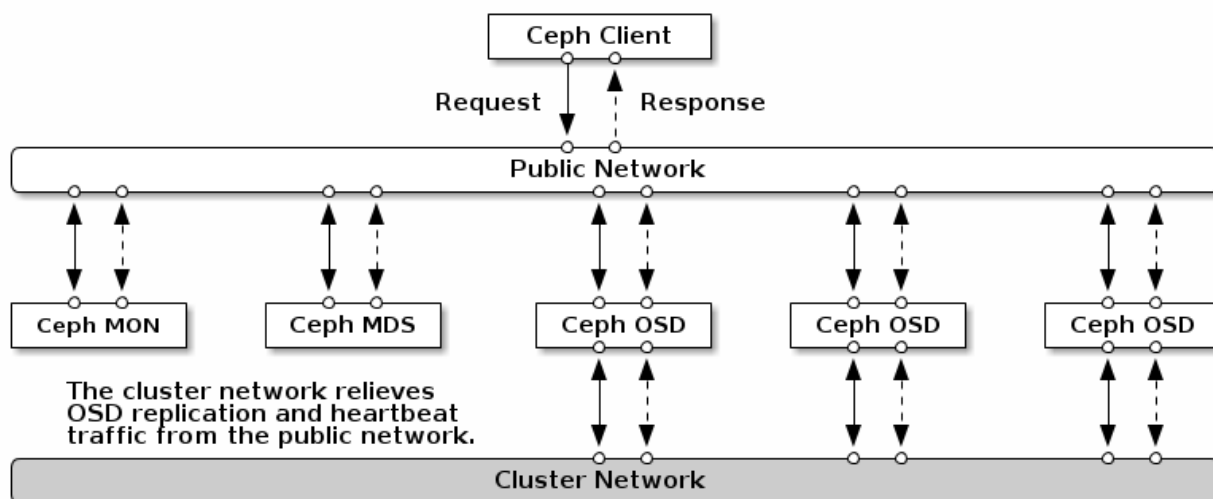 Ceph Client
Request Response
Public Network
Ceph MON Ceph MDS Ceph OSD Ceph OSD Ceph OSD
The cluster network relieves
OSD replication and heartbeat
traffic from the public network.
Cluster Network